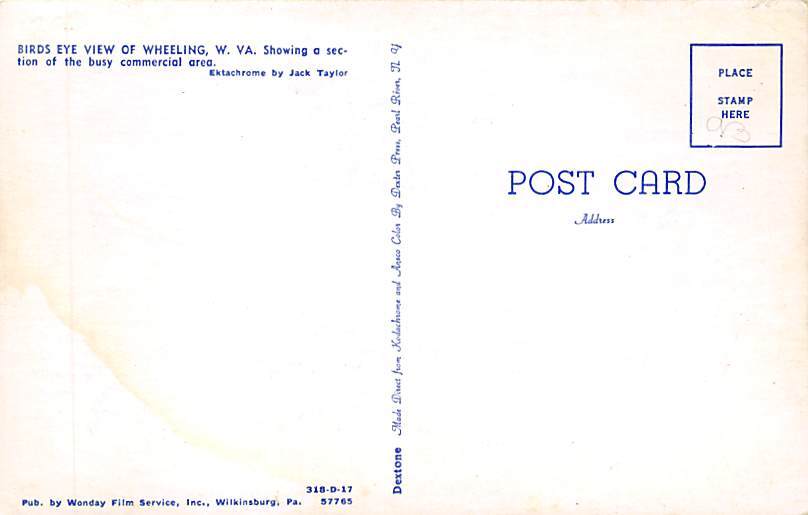 BIRDS EYE VIEW OF WHEELING, W. VA. Showing a sec-
tion of the busy commercial area.
Ektachrome by Jack Taylor
318-D-17
Pub. by Wonday Film Service, Inc., Wilkinsburg, Pa. 57765
Dextone Made Direct from Kodachrome and Ansco Color By Dexter Press, Pearl River, N. Y
PLACE
STAMP
HERE
POST CARD
Address